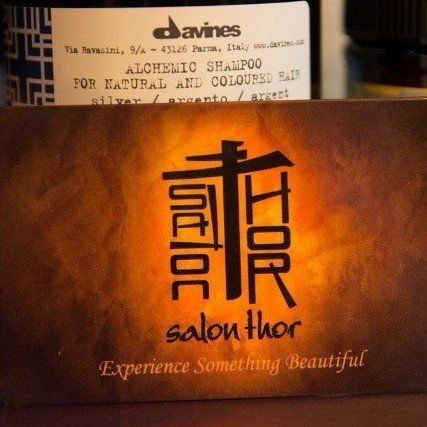 davines
Via Ravasini, 9/A - 43126 Parma, Italy www.davines.com
ALCHEMIC SHAMPOO
FOR NATURAL AND COLOURED HAIR
silver / argento / argent
SALON THOR
salon thor
Experience Something Beautiful